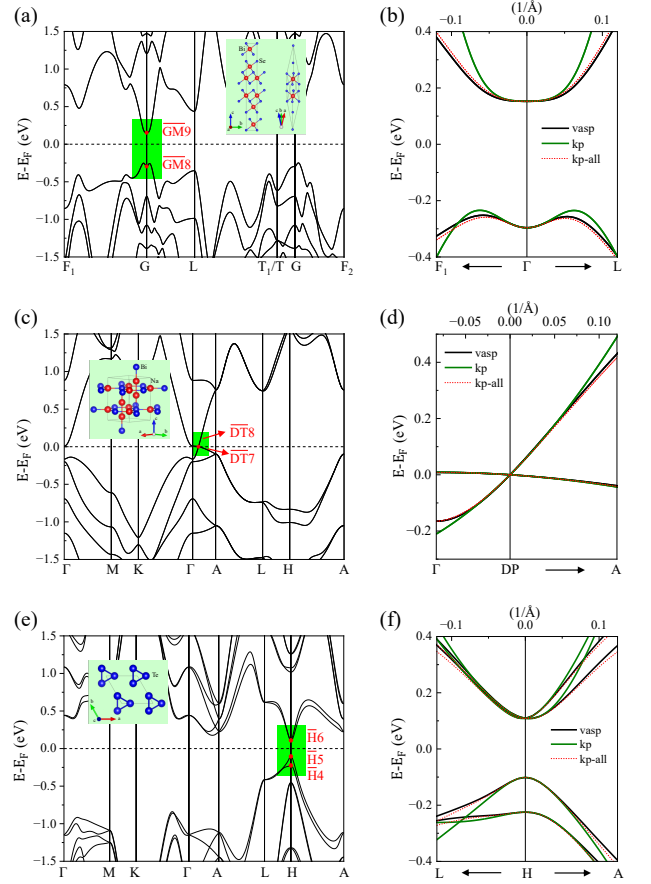 (a)
1.5
1.0
0.5
0.0
−0.5
−1.0
−1.5
E-E_F (eV)
Bi
Se
GM9
GM8
F_1
G
L
T_1/T
G
F_2
(b)
(1/Å)
−0.1
0.0
0.1
0.4
0.2
0.0
−0.2
−0.4
E-E_F (eV)
vasp
kp
kp-all
F_1
Γ
L
(c)
1.5
1.0
0.5
0.0
−0.5
−1.0
−1.5
E-E_F (eV)
Bi
Na
DT8
DT7
Γ
M
K
Γ
A
L
H
A
(d)
(1/Å)
−0.05
0.00
0.05
0.10
0.4
0.2
0.0
−0.2
E-E_F (eV)
vasp
kp
kp-all
Γ
DP
A
(e)
1.5
1.0
0.5
0.0
−0.5
−1.0
−1.5
E-E_F (eV)
Te
H6
H5
H4
Γ
M
K
Γ
A
L
H
A
(f)
(1/Å)
−0.1
0.0
0.1
0.4
0.2
0.0
−0.2
−0.4
E-E_F (eV)
vasp
kp
kp-all
L
H
A